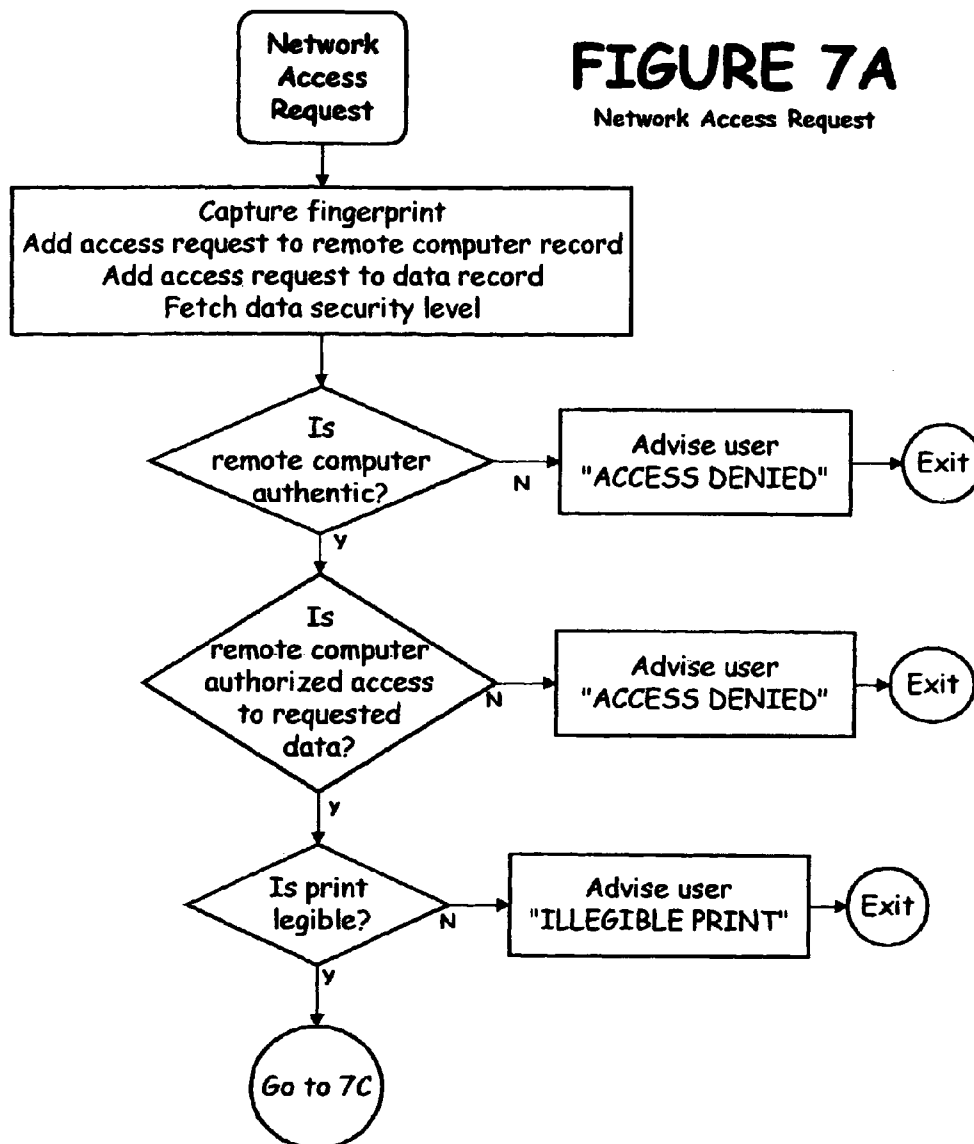 Network
Access
Request
FIGURE 7A
Network Access Request
Capture fingerprint
Add access request to remote computer record
Add access request to data record
Fetch data security level
Is
remote computer
authentic?
N
Advise user
"ACCESS DENIED"
Exit
y
Is
remote computer
authorized access
to requested
data?
N
Advise user
"ACCESS DENIED"
Exit
y
Is print
legible?
N
Advise user
"ILLEGIBLE PRINT"
Exit
y
Go to 7C